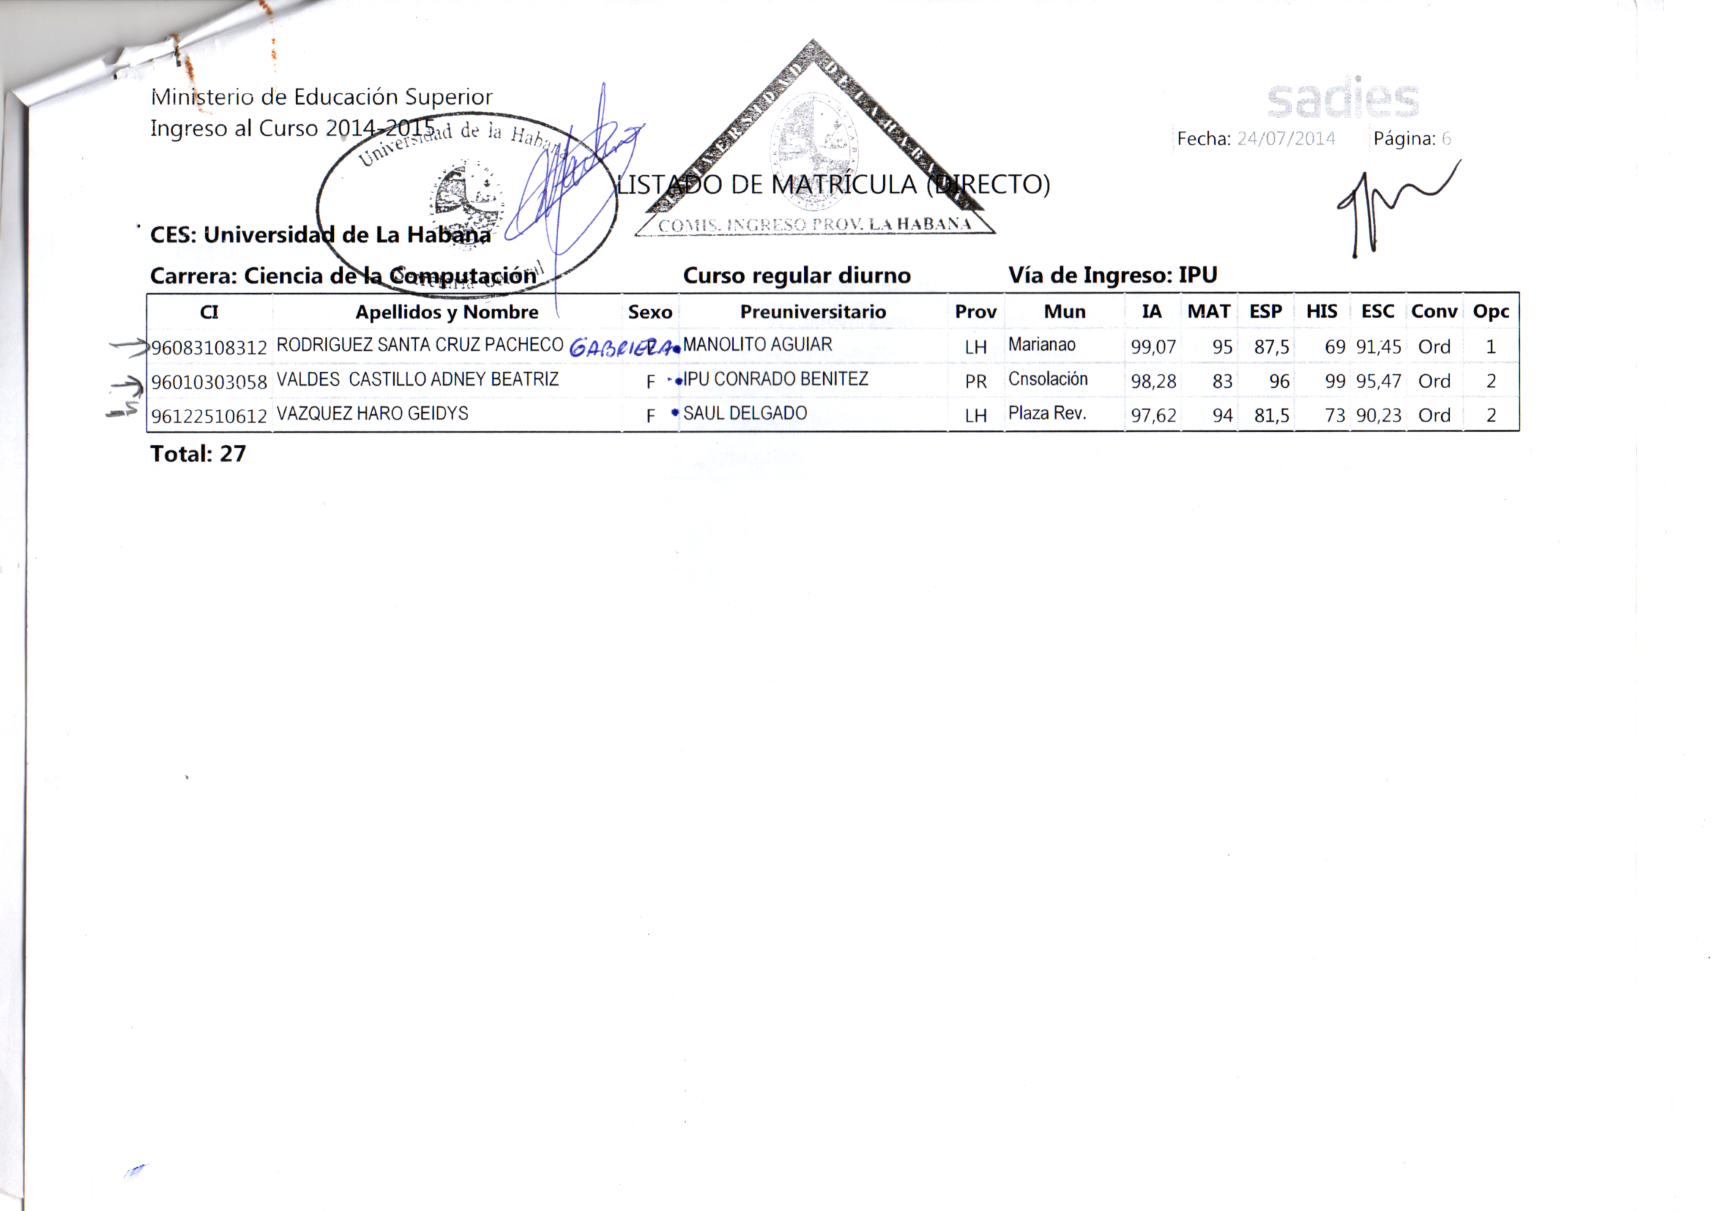 Ministerio de Educación Superior
Ingreso al Curso 2014-2015
sadies
Fecha: 24/07/2014 Página: 6
Universidad de la Habana
Secretaría General
UNIVERSIDAD DE LA HABANA
COMIS. INGRESO PROV. LA HABANA
LISTADO DE MATRÍCULA (DIRECTO)
CES: Universidad de La Habana
Carrera: Ciencia de la Computación Curso regular diurno Vía de Ingreso: IPU
CI Apellidos y Nombre Sexo Preuniversitario Prov Mun IA MAT ESP HIS ESC Conv Opc
96083108312 RODRIGUEZ SANTA CRUZ PACHECO GABRIELA MANOLITO AGUIAR LH Marianao 99,07 95 87,5 69 91,45 Ord 1
96010303058 VALDES CASTILLO ADNEY BEATRIZ F IPU CONRADO BENITEZ PR Cnsolación 98,28 83 96 99 95,47 Ord 2
96122510612 VAZQUEZ HARO GEIDYS F SAUL DELGADO LH Plaza Rev. 97,62 94 81,5 73 90,23 Ord 2
Total: 27